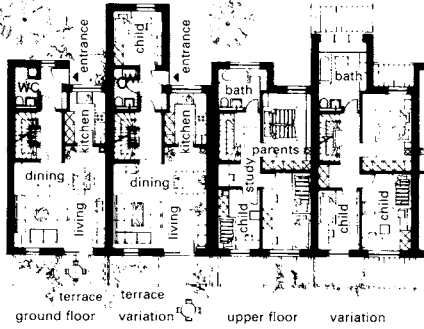 child
entrance
entrance
WC
kitchen
kitchen
bath
bath
parents
study
dining
dining
living
living
child
child
child
terrace
terrace
ground floor
variation
upper floor
variation